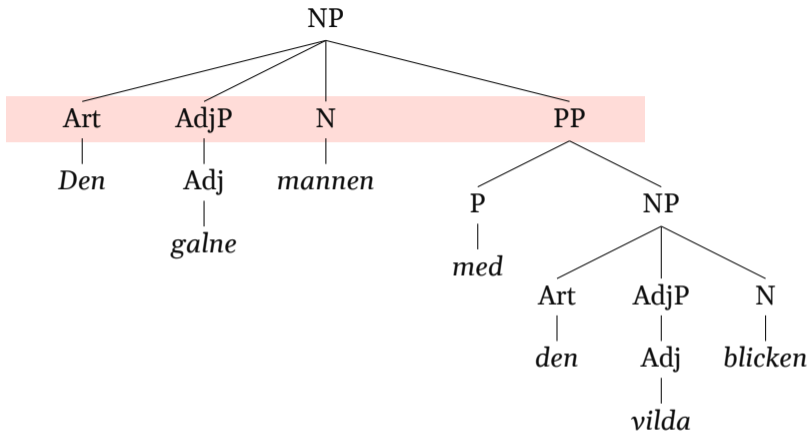 NP
Art AdjP N PP
Den Adj mannen
P NP
galne
med
Art AdjP N
den Adj blicken
vilda